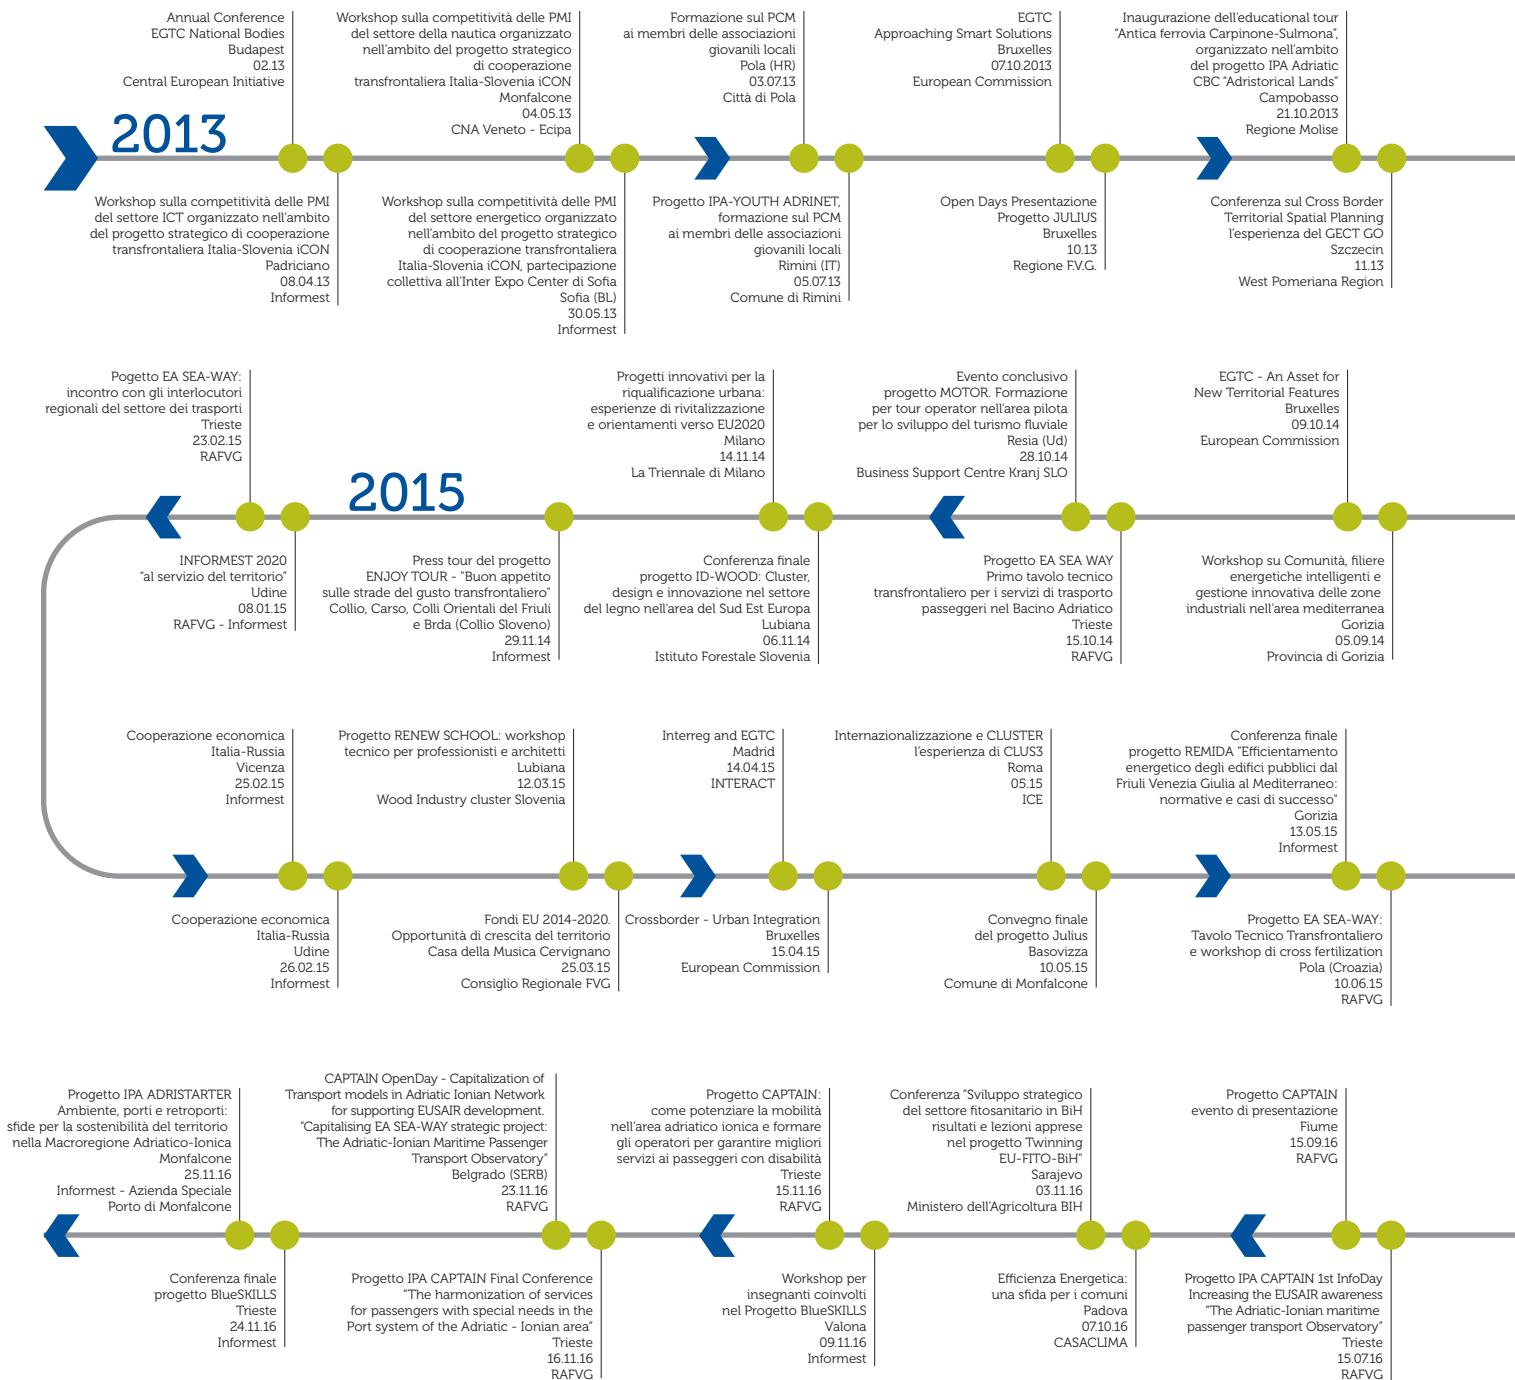 Annual Conference
EGTC National Bodies
Budapest
02.13
Central European Initiative
Workshop sulla competitività delle PMI
del settore della nautica organizzato
nell'ambito del progetto strategico
di cooperazione
transfrontaliera Italia-Slovenia iCON
Monfalcone
04.05.13
CNA Veneto - Ecipa
Formazione sul PCM
ai membri delle associazioni
giovanili locali
Pola (HR)
03.07.13
Città di Pola
EGTC
Approaching Smart Solutions
Bruxelles
07.10.2013
European Commission
Inaugurazione dell'educational tour
"Antica ferrovia Carpinone-Sulmona",
organizzato nell'ambito
del progetto IPA Adriatic
CBC "Adristorical Lands"
Campobasso
21.10.2013
Regione Molise
2013
Workshop sulla competitività delle PMI
del settore ICT organizzato nell'ambito
del progetto strategico di cooperazione
transfrontaliera Italia-Slovenia iCON
Padriciano
08.04.13
Informest
Workshop sulla competitività delle PMI
del settore energetico organizzato
nell'ambito del progetto strategico
di cooperazione transfrontaliera
Italia-Slovenia iCON, partecipazione
collettiva all'Inter Expo Center di Sofia
Sofia (BL)
30.05.13
Informest
Progetto IPA-YOUTH ADRINET,
formazione sul PCM
ai membri delle associazioni
giovanili locali
Rimini (IT)
05.07.13
Comune di Rimini
Open Days Presentazione
Progetto JULIUS
Bruxelles
10.13
Regione F.V.G.
Conferenza sul Cross Border
Territorial Spatial Planning
l'esperienza del GECT GO
Szczecin
11.13
West Pomeriana Region
Pogetto EA SEA-WAY:
incontro con gli interlocutori
regionali del settore dei trasporti
Trieste
23.02.15
RAFVG
Progetti innovativi per la
riqualificazione urbana:
esperienze di rivitalizzazione
e orientamenti verso EU2020
Milano
14.11.14
La Triennale di Milano
Evento conclusivo
progetto MOTOR. Formazione
per tour operator nell'area pilota
per lo sviluppo del turismo fluviale
Resia (Ud)
28.10.14
Business Support Centre Kranj SLO
EGTC - An Asset for
New Territorial Features
Bruxelles
09.10.14
European Commission
2015
INFORMEST 2020
"al servizio del territorio"
Udine
08.01.15
RAFVG - Informest
Press tour del progetto
ENJOY TOUR - "Buon appetito
sulle strade del gusto transfrontaliero"
Collio, Carso, Colli Orientali del Friuli
e Brda (Collio Sloveno)
29.11.14
Informest
Conferenza finale
progetto ID-WOOD: Cluster,
design e innovazione nel settore
del legno nell'area del Sud Est Europa
Lubiana
06.11.14
Istituto Forestale Slovenia
Progetto EA SEA WAY
Primo tavolo tecnico
transfrontaliero per i servizi di trasporto
passeggeri nel Bacino Adriatico
Trieste
15.10.14
RAFVG
Workshop su Comunità, filiere
energetiche intelligenti e
gestione innovativa delle zone
industriali nell'area mediterranea
Gorizia
05.09.14
Provincia di Gorizia
Cooperazione economica
Italia-Russia
Vicenza
25.02.15
Informest
Progetto RENEW SCHOOL: workshop
tecnico per professionisti e architetti
Lubiana
12.03.15
Wood Industry cluster Slovenia
Interreg and EGTC
Madrid
14.04.15
INTERACT
Internazionalizzazione e CLUSTER
l'esperienza di CLUS3
Roma
05.15
ICE
Conferenza finale
progetto REMIDA "Efficientamento
energetico degli edifici pubblici dal
Friuli Venezia Giulia al Mediterraneo:
normative e casi di successo"
Gorizia
13.05.15
Informest
Cooperazione economica
Italia-Russia
Udine
26.02.15
Informest
Fondi EU 2014-2020.
Opportunità di crescita del territorio
Casa della Musica Cervignano
25.03.15
Consiglio Regionale FVG
Crossborder - Urban Integration
Bruxelles
15.04.15
European Commission
Convegno finale
del progetto Julius
Basovizza
10.05.15
Comune di Monfalcone
Progetto EA SEA-WAY:
Tavolo Tecnico Transfrontaliero
e workshop di cross fertilization
Pola (Croazia)
10.06.15
RAFVG
Progetto IPA ADRISTARTER
Ambiente, porti e retroporti:
sfide per la sostenibilità del territorio
nella Macroregione Adriatico-Ionica
Monfalcone
25.11.16
Informest - Azienda Speciale
Porto di Monfalcone
CAPTAIN OpenDay - Capitalization of
Transport models in Adriatic Ionian Network
for supporting EUSAIR development.
"Capitalising EA SEA-WAY strategic project:
The Adriatic-Ionian Maritime Passenger
Transport Observatory"
Belgrado (SERB)
23.11.16
RAFVG
Progetto CAPTAIN:
come potenziare la mobilità
nell'area adriatico ionica e formare
gli operatori per garantire migliori
servizi ai passeggeri con disabilità
Trieste
15.11.16
RAFVG
Conferenza "Sviluppo strategico
del settore fitosanitario in BiH
risultati e lezioni apprese
nel progetto Twinning
EU-FITO-BiH"
Sarajevo
03.11.16
Ministero dell'Agricoltura BIH
Progetto CAPTAIN
evento di presentazione
Fiume
15.09.16
RAFVG
Conferenza finale
progetto BlueSKILLS
Trieste
24.11.16
Informest
Progetto IPA CAPTAIN Final Conference
"The harmonization of services
for passengers with special needs in the
Port system of the Adriatic - Ionian area"
Trieste
16.11.16
RAFVG
Workshop per
insegnanti coinvolti
nel Progetto BlueSKILLS
Valona
09.11.16
Informest
Efficienza Energetica:
una sfida per i comuni
Padova
07.10.16
CASACLIMA
Progetto IPA CAPTAIN 1st InfoDay
Increasing the EUSAIR awareness
"The Adriatic-Ionian maritime
passenger transport Observatory"
Trieste
15.07.16
RAFVG